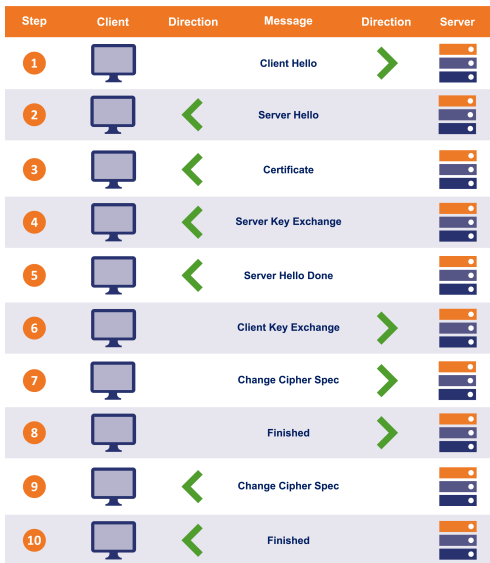 Step Client Direction Message Direction Server
1 Client Hello
2 Server Hello
3 Certificate
4 Server Key Exchange
5 Server Hello Done
6 Client Key Exchange
7 Change Cipher Spec
8 Finished
9 Change Cipher Spec
10 Finished